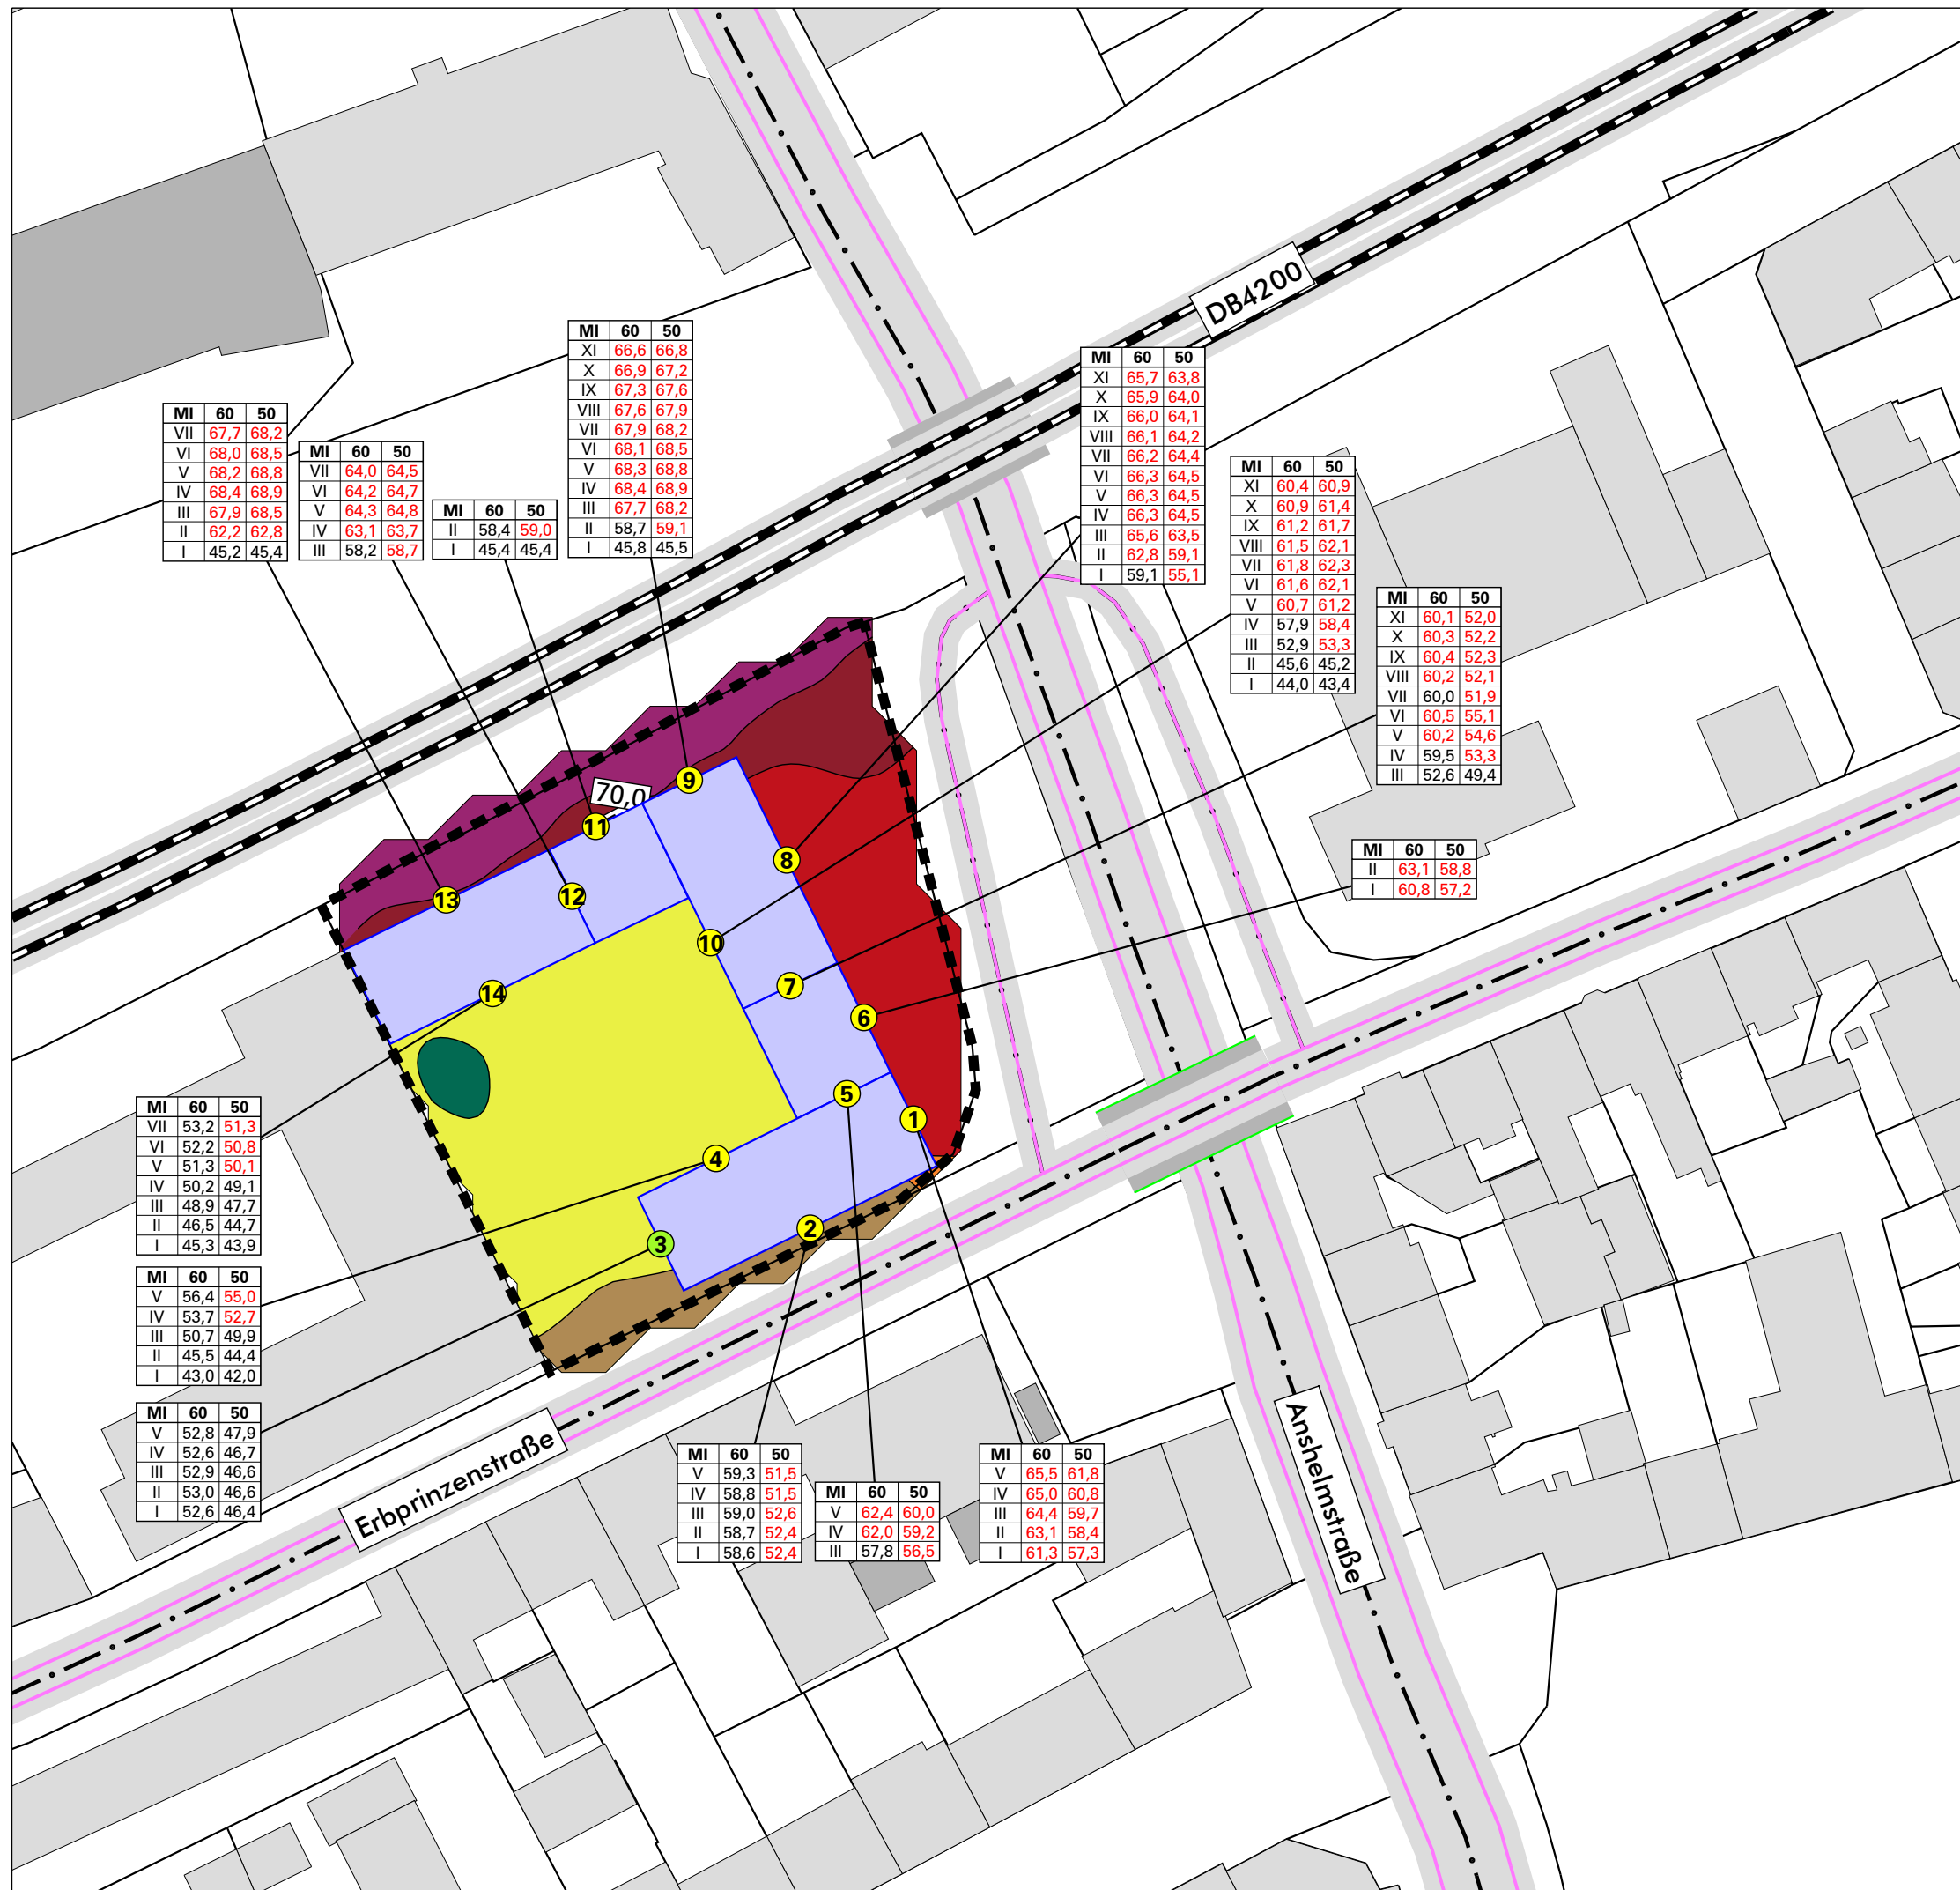 DB4200
MI 60 50
XI 66,6 66,8
X 66,9 67,2
IX 67,3 67,6
VIII 67,6 67,9
VII 67,9 68,2
VI 68,1 68,5
V 68,3 68,8
IV 68,4 68,9
III 67,7 68,2
II 58,7 59,1
I 45,8 45,5
MI 60 50
XI 65,7 63,8
X 65,9 64,0
IX 66,0 64,1
VIII 66,1 64,2
VII 66,2 64,4
VI 66,3 64,5
V 66,3 64,5
IV 66,3 64,5
III 65,6 63,5
II 62,8 59,1
I 59,1 55,1
MI 60 50
VII 67,7 68,2
VI 68,0 68,5
V 68,2 68,8
IV 68,4 68,9
III 67,9 68,5
II 62,2 62,8
I 45,2 45,4
MI 60 50
VII 64,0 64,5
VI 64,2 64,7
V 64,3 64,8
IV 63,1 63,7
III 58,2 58,7
MI 60 50
II 58,4 59,0
I 45,4 45,4
MI 60 50
XI 60,4 60,9
X 60,9 61,4
IX 61,2 61,7
VIII 61,5 62,1
VII 61,8 62,3
VI 61,6 62,1
V 60,7 61,2
IV 57,9 58,4
III 52,9 53,3
II 45,6 45,2
I 44,0 43,4
MI 60 50
XI 60,1 52,0
X 60,3 52,2
IX 60,4 52,3
VIII 60,2 52,1
VII 60,0 51,9
VI 60,5 55,1
V 60,2 54,6
IV 59,5 53,3
III 52,6 49,4
MI 60 50
II 63,1 58,8
I 60,8 57,2
9
70,0
11
8
12
13
10
7
14
6
5
1
4
2
3
MI 60 50
VII 53,2 51,3
VI 52,2 50,8
V 51,3 50,1
IV 50,2 49,1
III 48,9 47,7
II 46,5 44,7
I 45,3 43,9
MI 60 50
V 56,4 55,0
IV 53,7 52,7
III 50,7 49,9
II 45,5 44,4
I 43,0 42,0
MI 60 50
V 52,8 47,9
IV 52,6 46,7
III 52,9 46,6
II 53,0 46,6
I 52,6 46,4
Erbprinzenstraße
MI 60 50
V 59,3 51,5
IV 58,8 51,5
III 59,0 52,6
II 58,7 52,4
I 58,6 52,4
MI 60 50
V 62,4 60,0
IV 62,0 59,2
III 57,8 56,5
MI 60 50
V 65,5 61,8
IV 65,0 60,8
III 64,4 59,7
II 63,1 58,4
I 61,3 57,3
Anshelmstraße